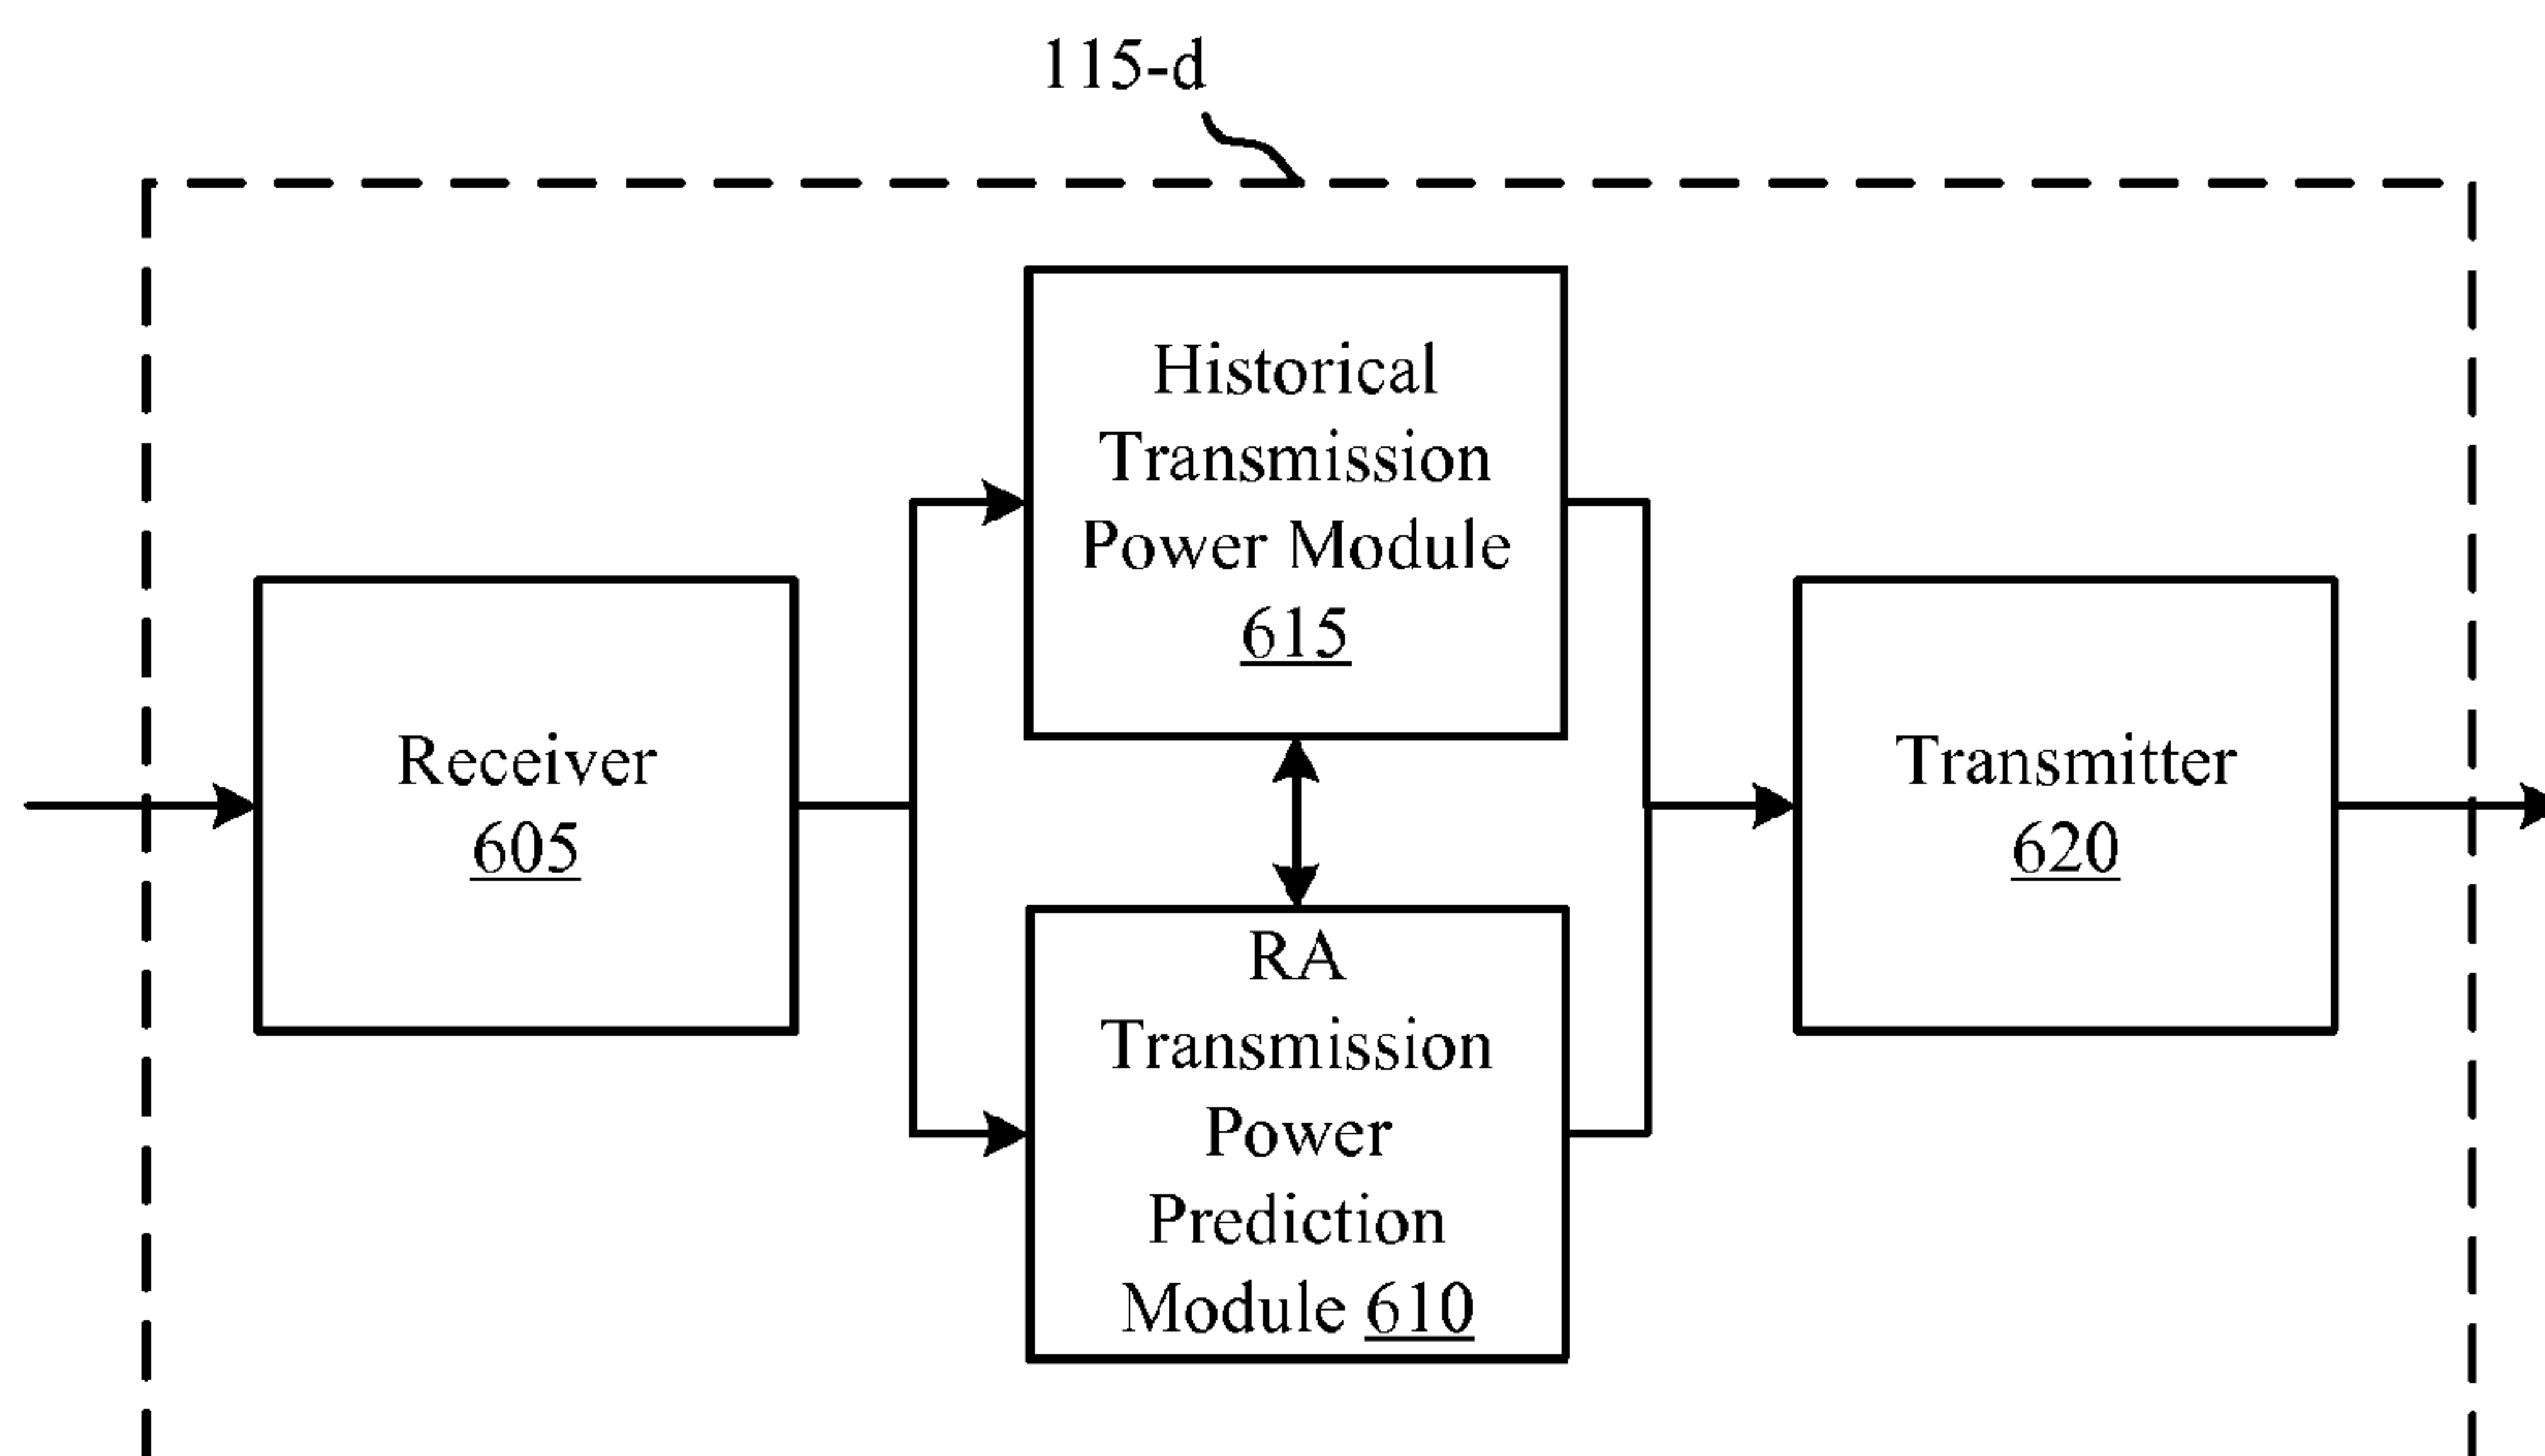 115-d
Historical
Transmission
Power Module
615
Receiver
605
Transmitter
620
RA
Transmission
Power
Prediction
Module 610